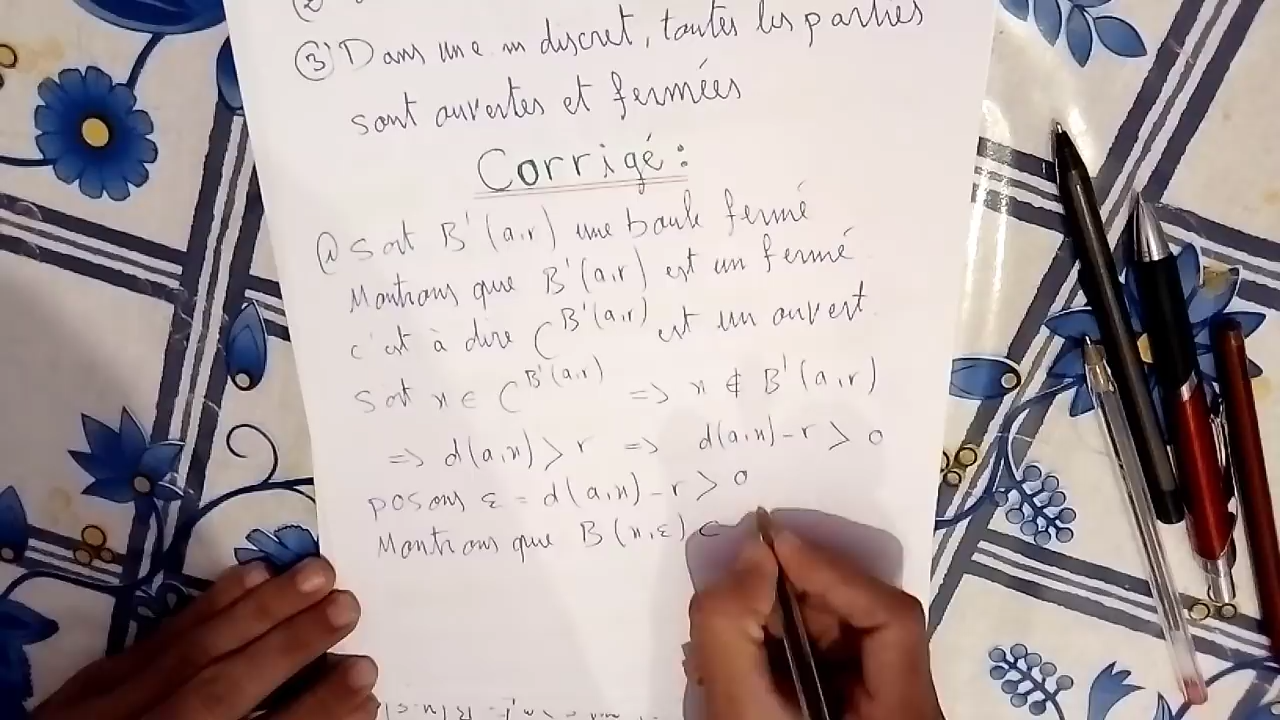 ③ Dans un e.m discret, toutes les parties
sont ouvertes et fermées
Corrigé :
① Soit B'(a,r) une boule fermé
Montrons que B'(a,r) est un fermé
c'est à dire C^B'(a,r) est un ouvert.
Soit x ∈ C^B'(a,r) => x ∉ B'(a,r)
=> d(a,x) > r => d(a,x) - r > 0
posons ε = d(a,x) - r > 0
Montrons que B(x,ε) ⊂